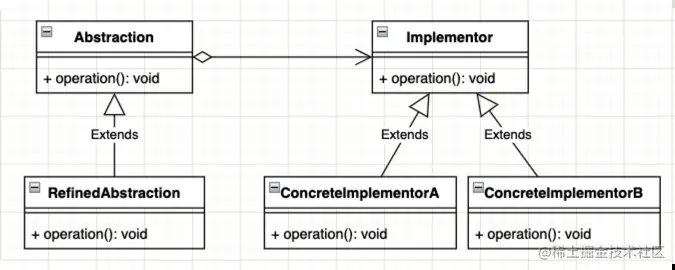 Abstraction
+ operation(): void
Implementor
+ operation(): void
Extends
Extends
Extends
RefinedAbstraction
+ operation(): void
ConcreteImplementorA
+ operation(): void
ConcreteImplementorB
+ operation(): void
@稀土掘金技术社区